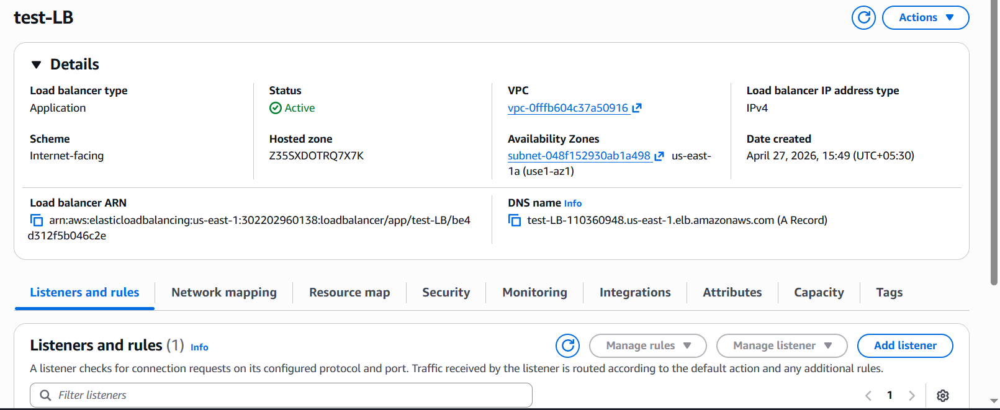 test-LB
Actions
Details
Load balancer type
Application
Status
Active
VPC
vpc-0fffb604c37a50916
Load balancer IP address type
IPv4
Scheme
Internet-facing
Hosted zone
Z35SXDOTRQ7X7K
Availability Zones
subnet-048f152930ab1a498 us-east-
1a (use1-az1)
Date created
April 27, 2026, 15:49 (UTC+05:30)
Load balancer ARN
arn:aws:elasticloadbalancing:us-east-1:302202960138:loadbalancer/app/test-LB/be4
d312f5b046c2e
DNS name Info
test-LB-110360948.us-east-1.elb.amazonaws.com (A Record)
Listeners and rules
Network mapping
Resource map
Security
Monitoring
Integrations
Attributes
Capacity
Tags
Listeners and rules (1) Info
Manage rules
Manage listener
Add listener
A listener checks for connection requests on its configured protocol and port. Traffic received by the listener is routed according to the default action and any additional rules.
Filter listeners
1